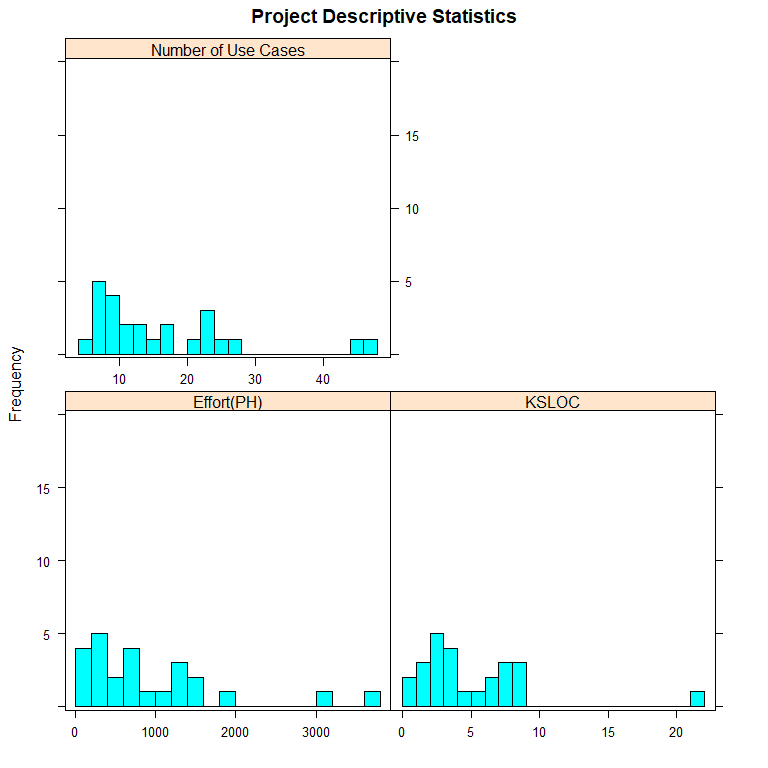 Project Descriptive Statistics
Number of Use Cases
15
10
5
10 20 30 40
Frequency
Effort(PH) KSLOC
15
10
5
0 1000 2000 3000 0 5 10 15 20